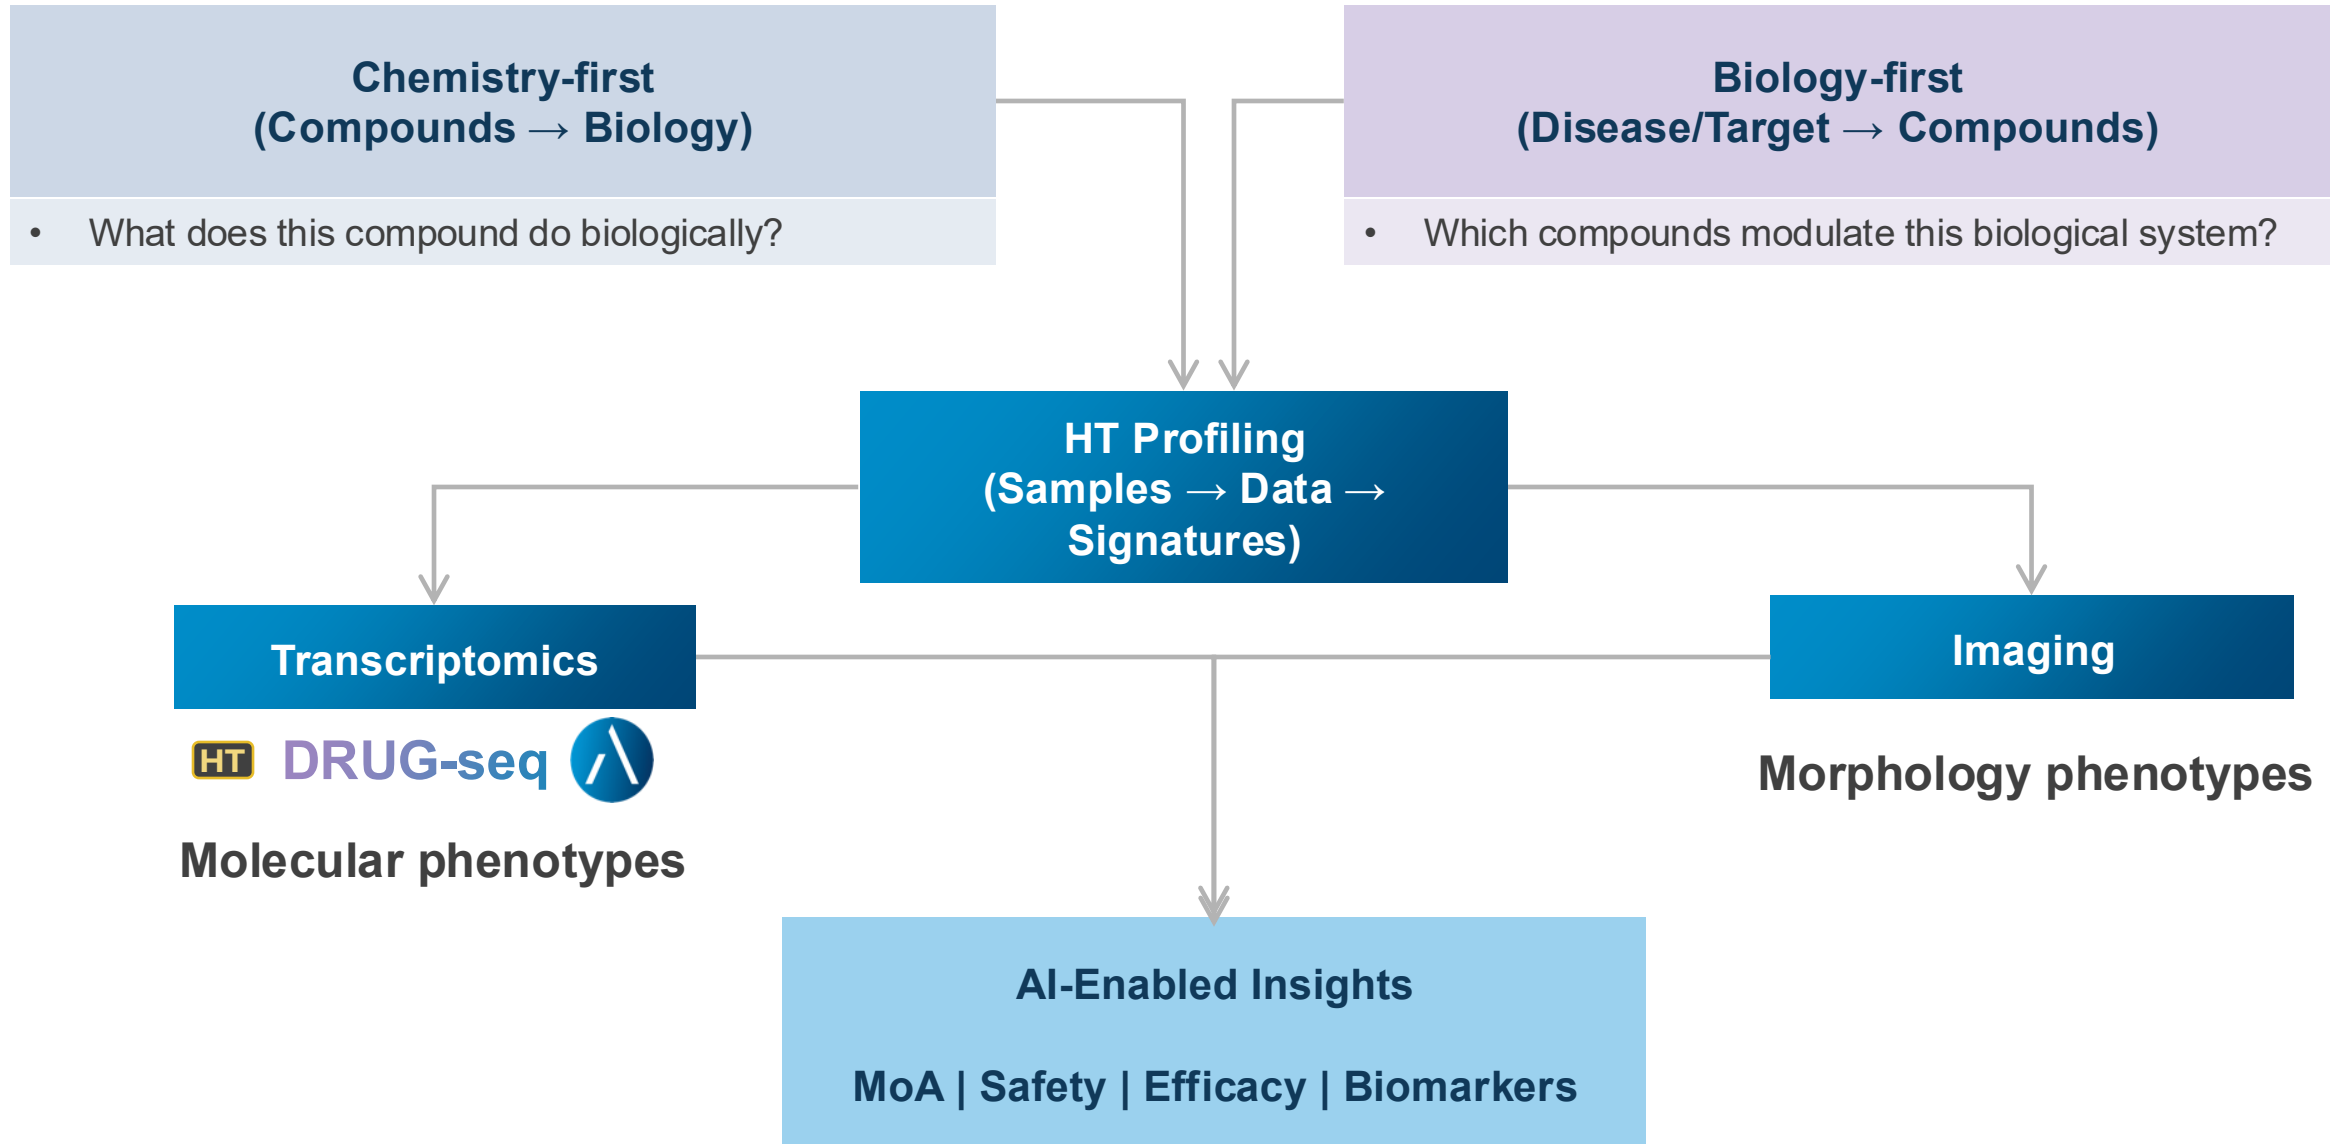 Chemistry-first
(Compounds → Biology)
• What does this compound do biologically?
Biology-first
(Disease/Target → Compounds)
• Which compounds modulate this biological system?
HT Profiling
(Samples → Data →
Signatures)
Transcriptomics
HT DRUG-seq
Molecular phenotypes
Imaging
Morphology phenotypes
AI-Enabled Insights
MoA | Safety | Efficacy | Biomarkers